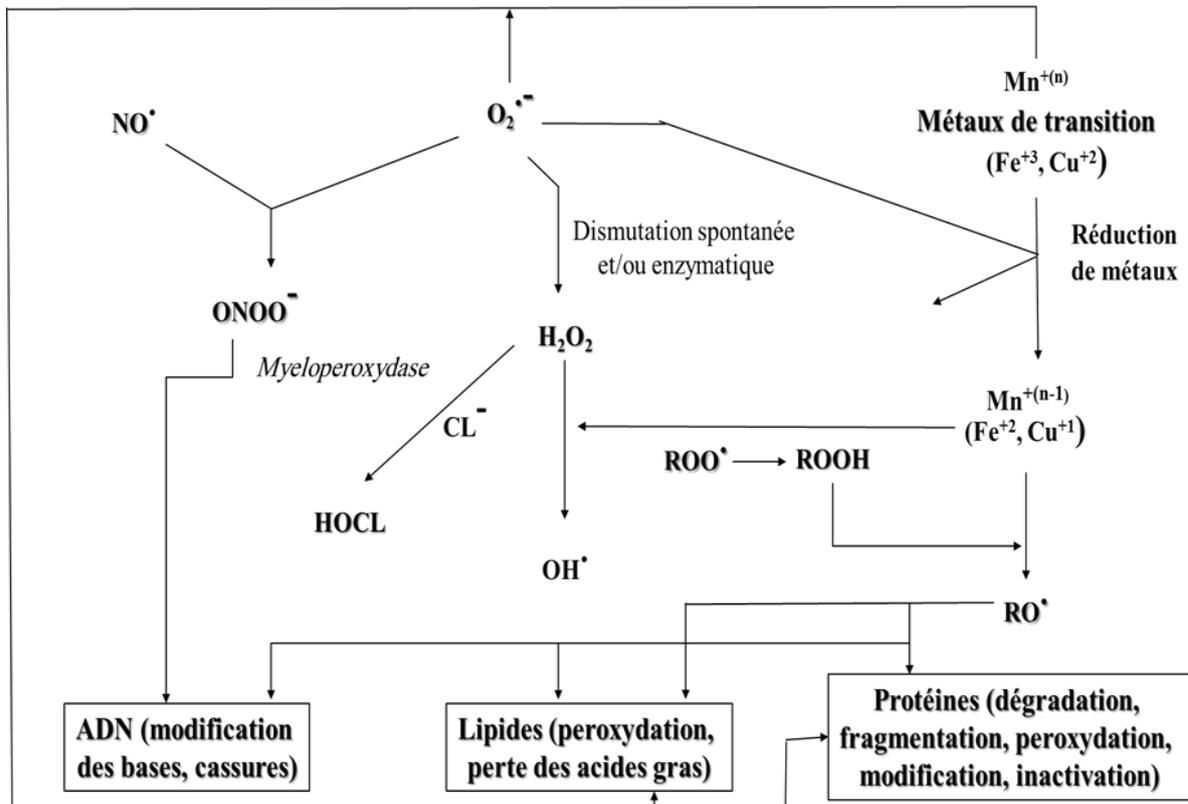 Mn+(n)
NO• O2•-
Métaux de transition
(Fe+3, Cu+2)
Dismutation spontanée
et/ou enzymatique
Réduction
de métaux
ONOO-
H2O2
Myeloperoxydase
Mn+(n-1)
CL-
(Fe+2, Cu+1)
ROO• ROOH
HOCL
OH•
RO•
ADN (modification
des bases, cassures)
Lipides (peroxydation,
perte des acides gras)
Protéines (dégradation,
fragmentation, peroxydation,
modification, inactivation)